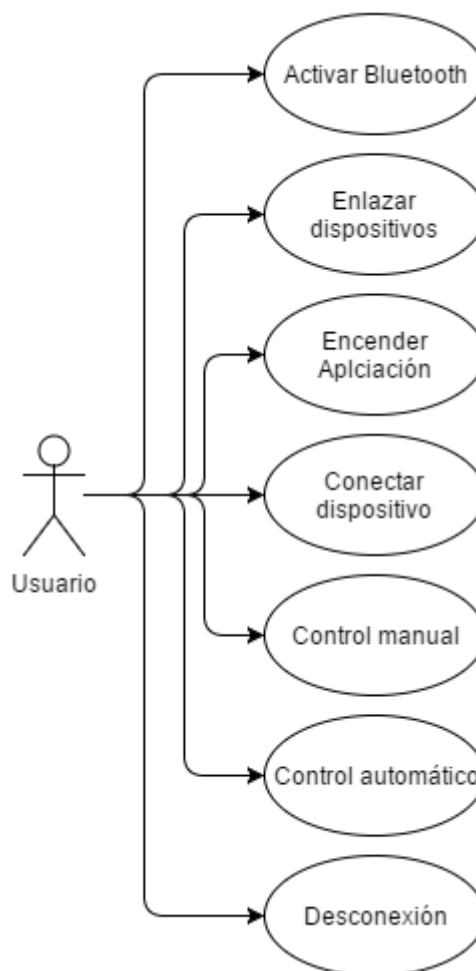 Activar Bluetooth
Enlazar
dispositivos
Encender
Aplciación
Conectar
dispositivo
Usuario
Control manual
Control automático
Desconexión